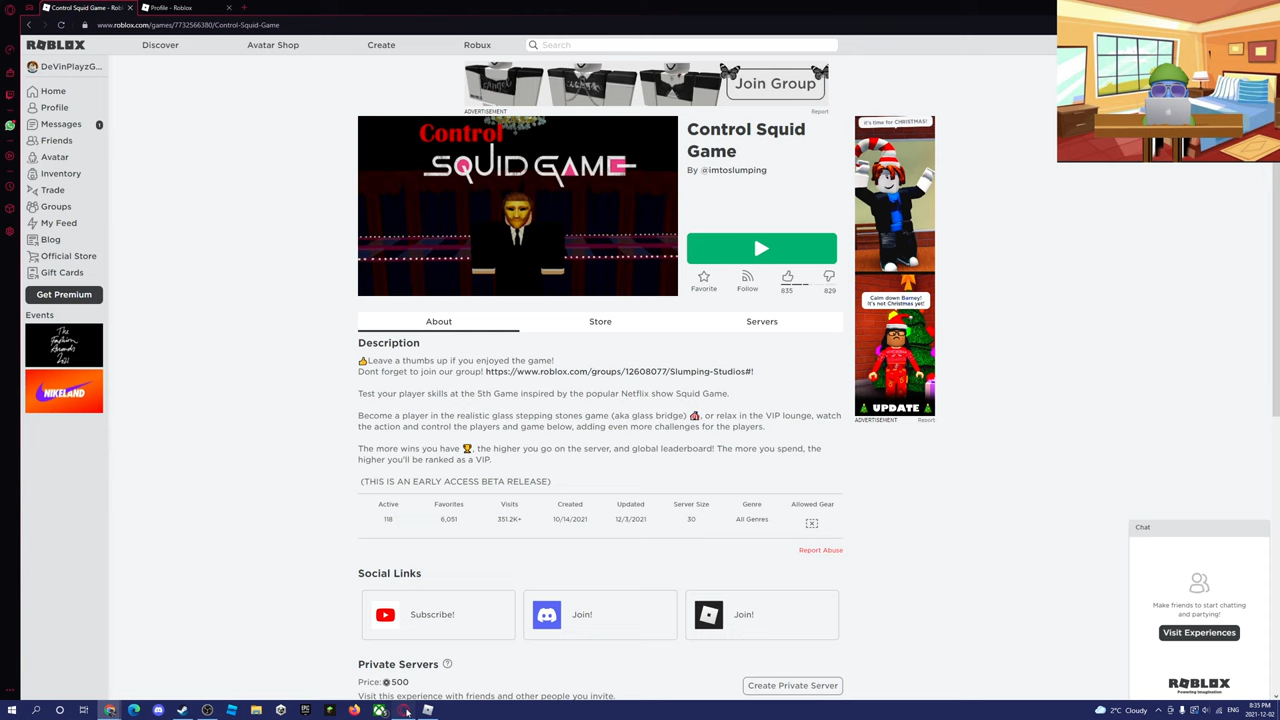 Control Squid Game - Rob
Profile - Roblox
www.roblox.com/games/7732566380/Control-Squid-Game
ROBLOX
Discover
Avatar Shop
Create
Robux
Search
DeVinPlayzG...
Home
Profile
Messages
1
Friends
Avatar
Inventory
Trade
Groups
My Feed
Blog
Official Store
Gift Cards
Get Premium
Events
The Fashion Awards 2021
NIKELAND
Join Group
ADVERTISEMENT
Report
Control
SQUID GAME
Control Squid
Game
By @imtoslumping
Favorite
Follow
835
829
it's time for CHRISTMAS!
Calm down Barney!
It's not Christmas yet!
UPDATE
ADVERTISEMENT
Report
About
Store
Servers
Description
👍Leave a thumbs up if you enjoyed the game!
Dont forget to join our group! https://www.roblox.com/groups/12608077/Slumping-Studios#!
Test your player skills at the 5th Game inspired by the popular Netflix show Squid Game.
Become a player in the realistic glass stepping stones game (aka glass bridge) , or relax in the VIP lounge, watch
the action and control the players and game below, adding even more challenges for the players.
The more wins you have 🏆, the higher you go on the server, and global leaderboard! The more you spend, the
higher you'll be ranked as a VIP.
(THIS IS AN EARLY ACCESS BETA RELEASE)
Active Favorites Visits Created Updated Server Size Genre Allowed Gear
118 6,051 351.2K+ 10/14/2021 12/3/2021 30 All Genres
Report Abuse
Social Links
Subscribe!
Join!
Join!
Private Servers
Price: 500
Visit this experience with friends and other people you invite.
Create Private Server
Chat
Make friends to start chatting
and partying!
Visit Experiences
ROBLOX
Powering Imagination
2°C Cloudy
ENG
8:35 PM
2021-12-02